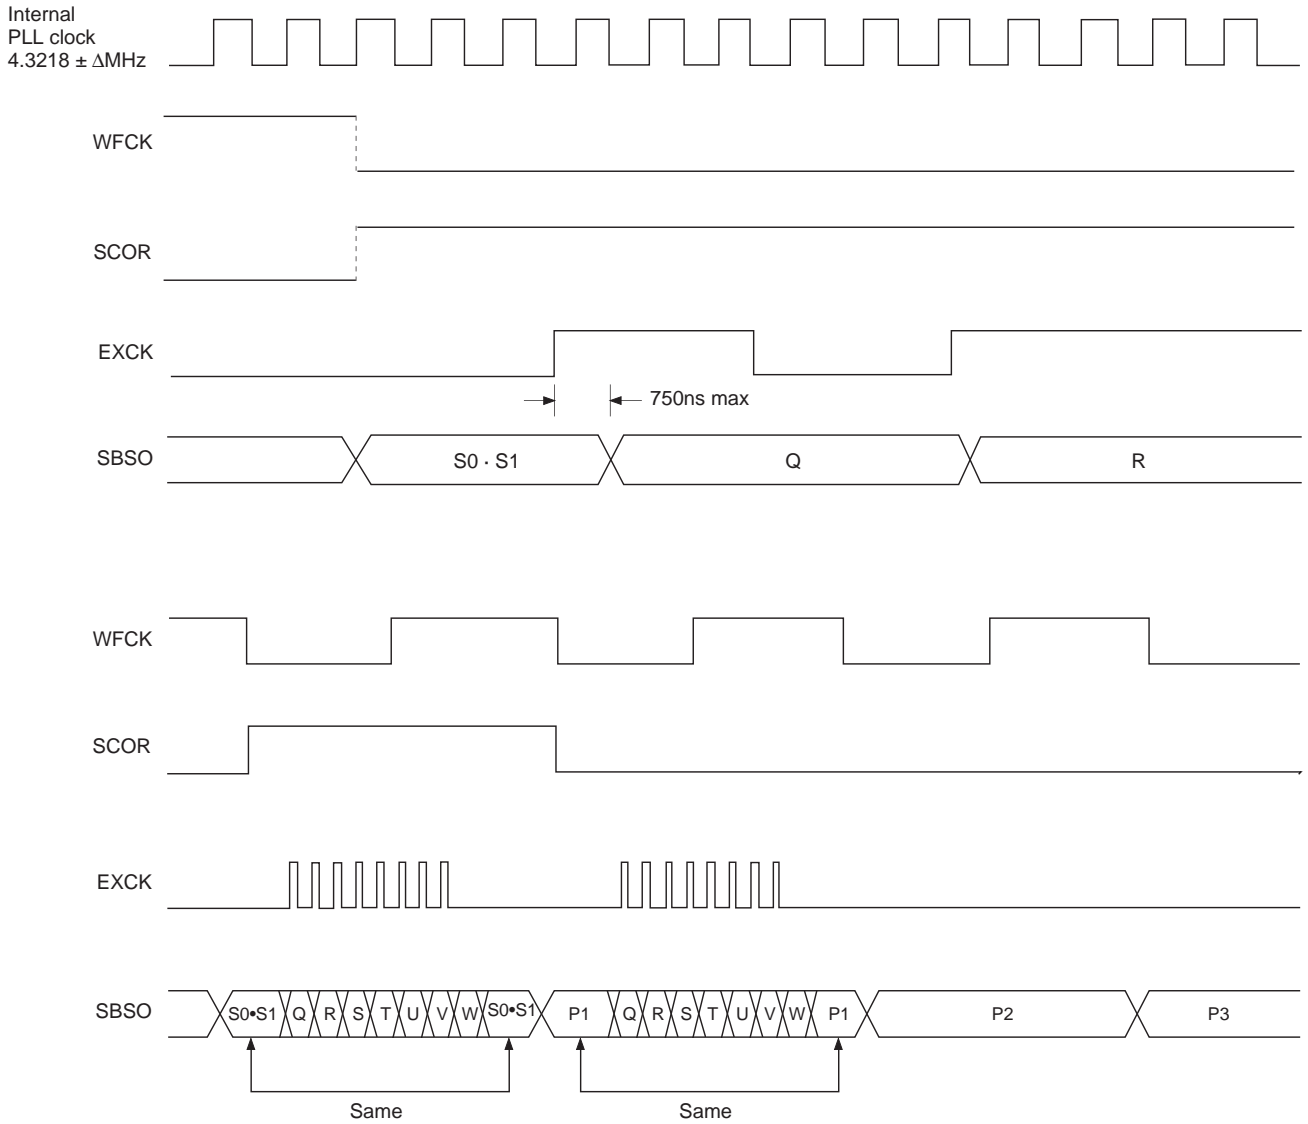 Internal
PLL clock
4.3218 ± ΔMHz
WFCK
SCOR
EXCK
750ns max
SBSO
S0 · S1
Q
R
WFCK
SCOR
EXCK
SBSO
S0•S1 Q R S T U V W S0•S1 P1 Q R S T U V W P1 P2 P3
Same
Same